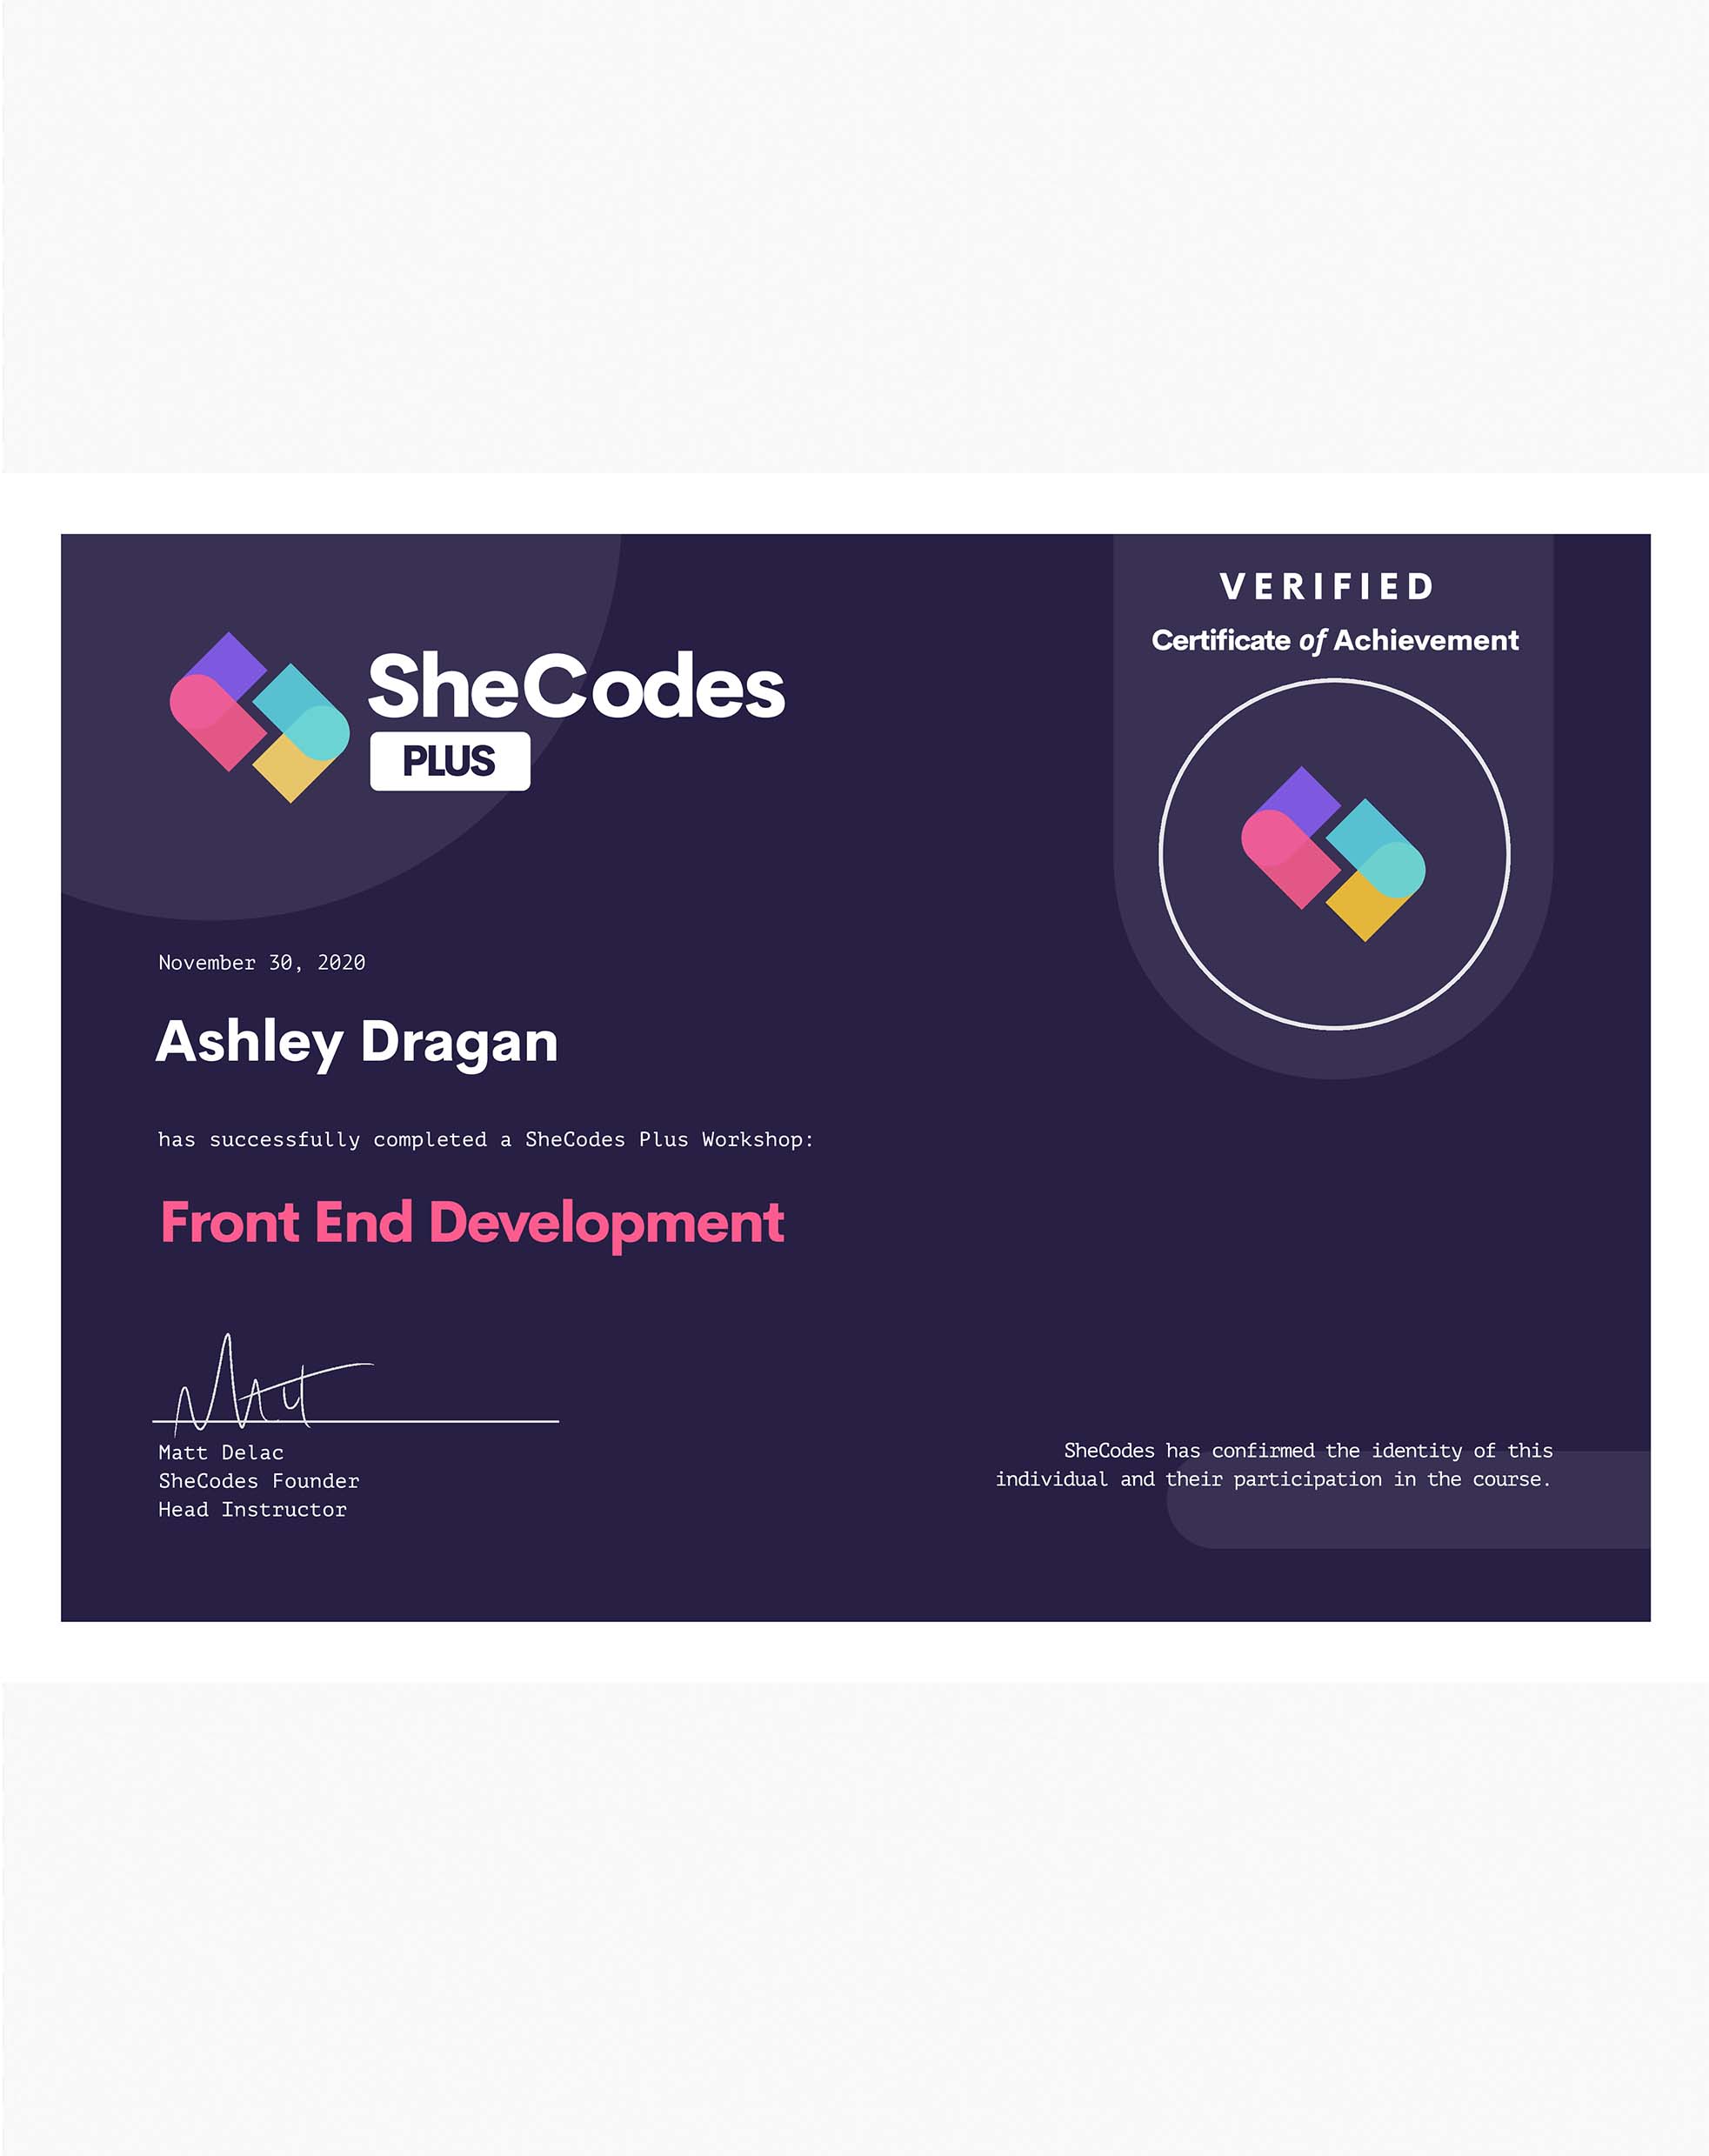 VERIFIED
Certificate of Achievement
SheCodes
PLUS
November 30, 2020
Ashley Dragan
has successfully completed a SheCodes Plus Workshop:
Front End Development
Matt
Matt Delac
SheCodes Founder
Head Instructor
SheCodes has confirmed the identity of this
individual and their participation in the course.